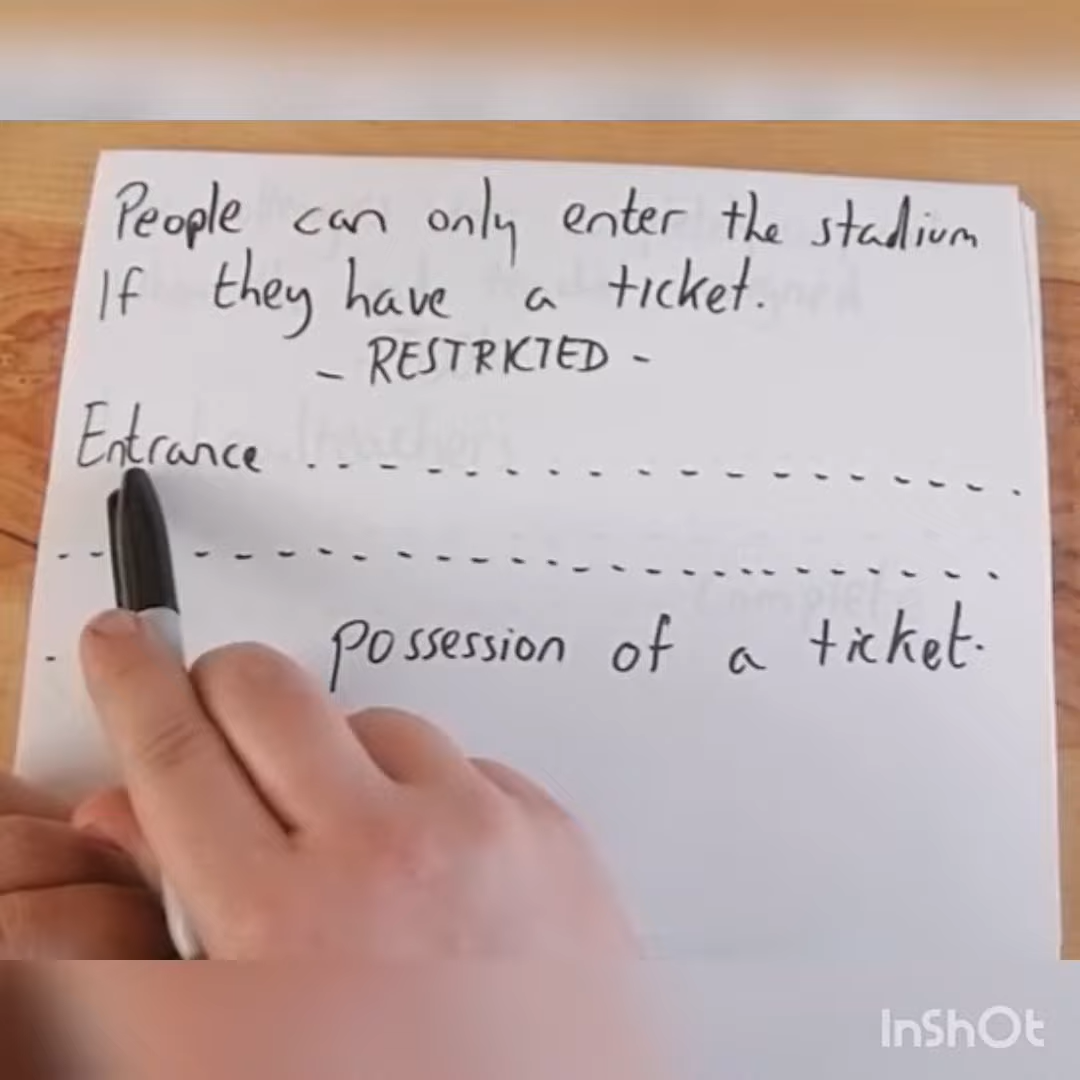 People can only enter the stadium
If they have a ticket.
- RESTRICTED -
Entrance ..................
..................
possession of a ticket.
InShOt